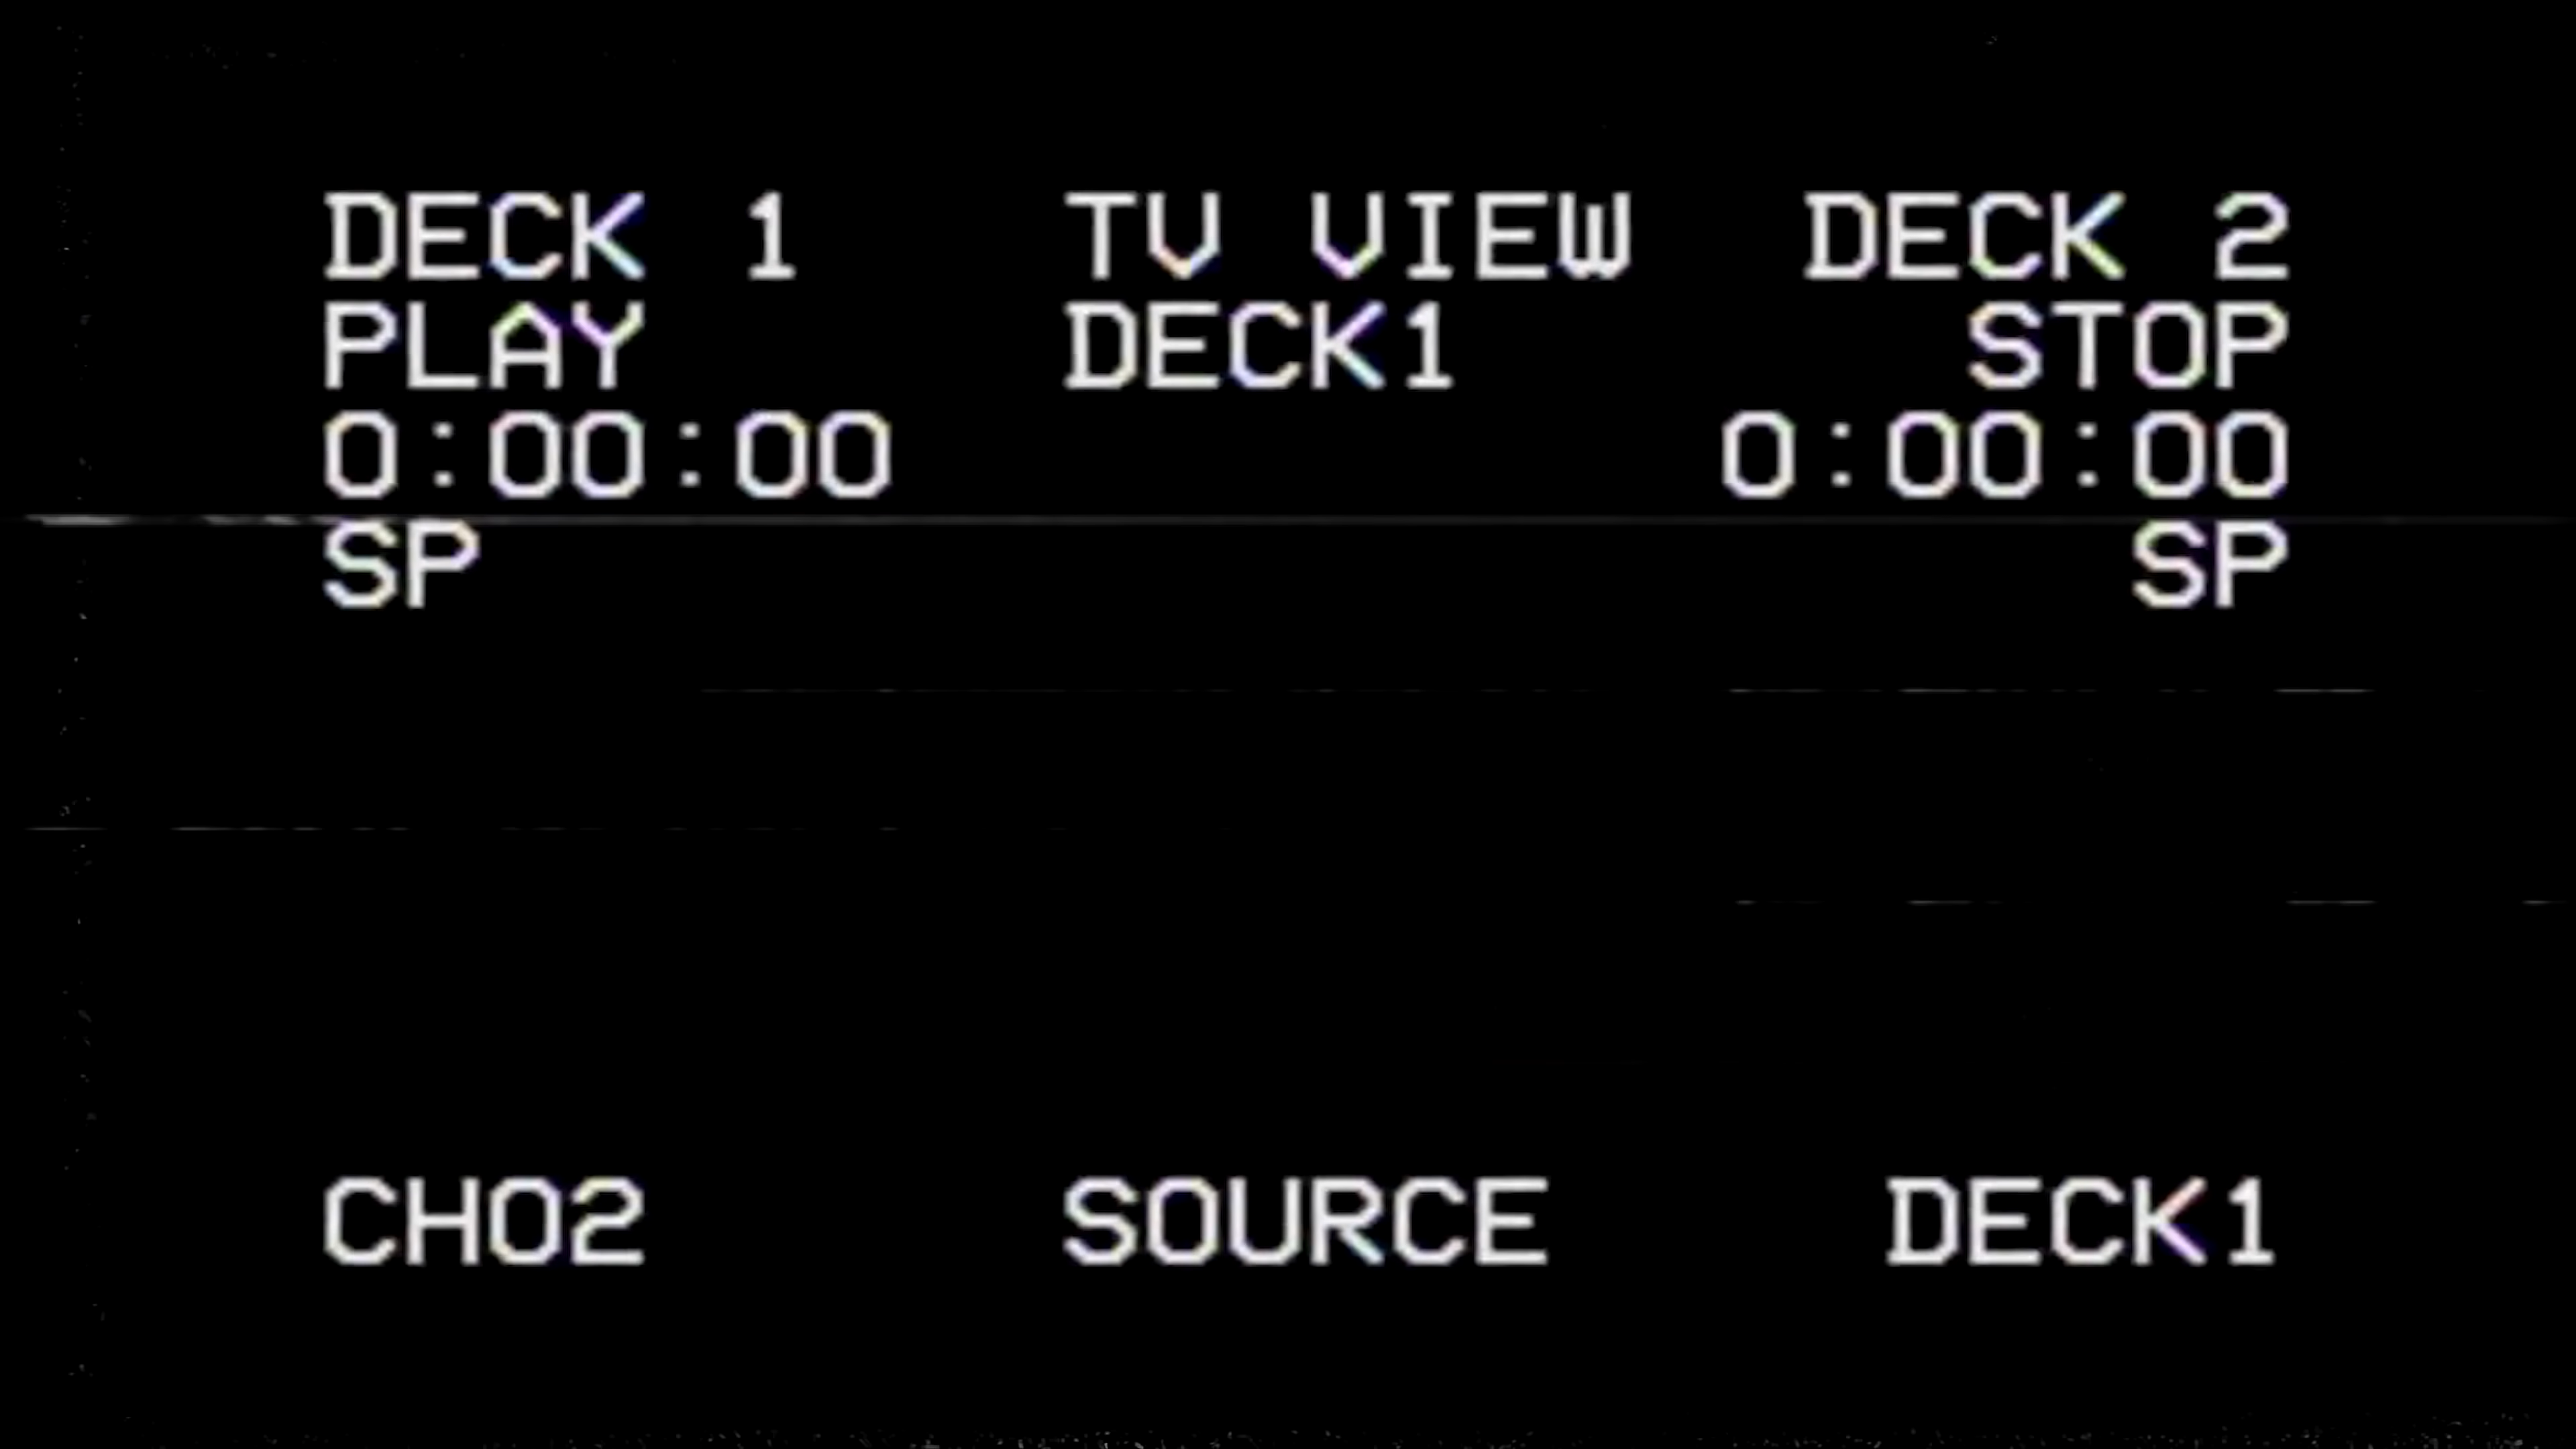 DECK 1 TV VIEW DECK 2
PLAY DECK1 STOP
0:00:00 0:00:00
SP SP
CH02 SOURCE DECK1